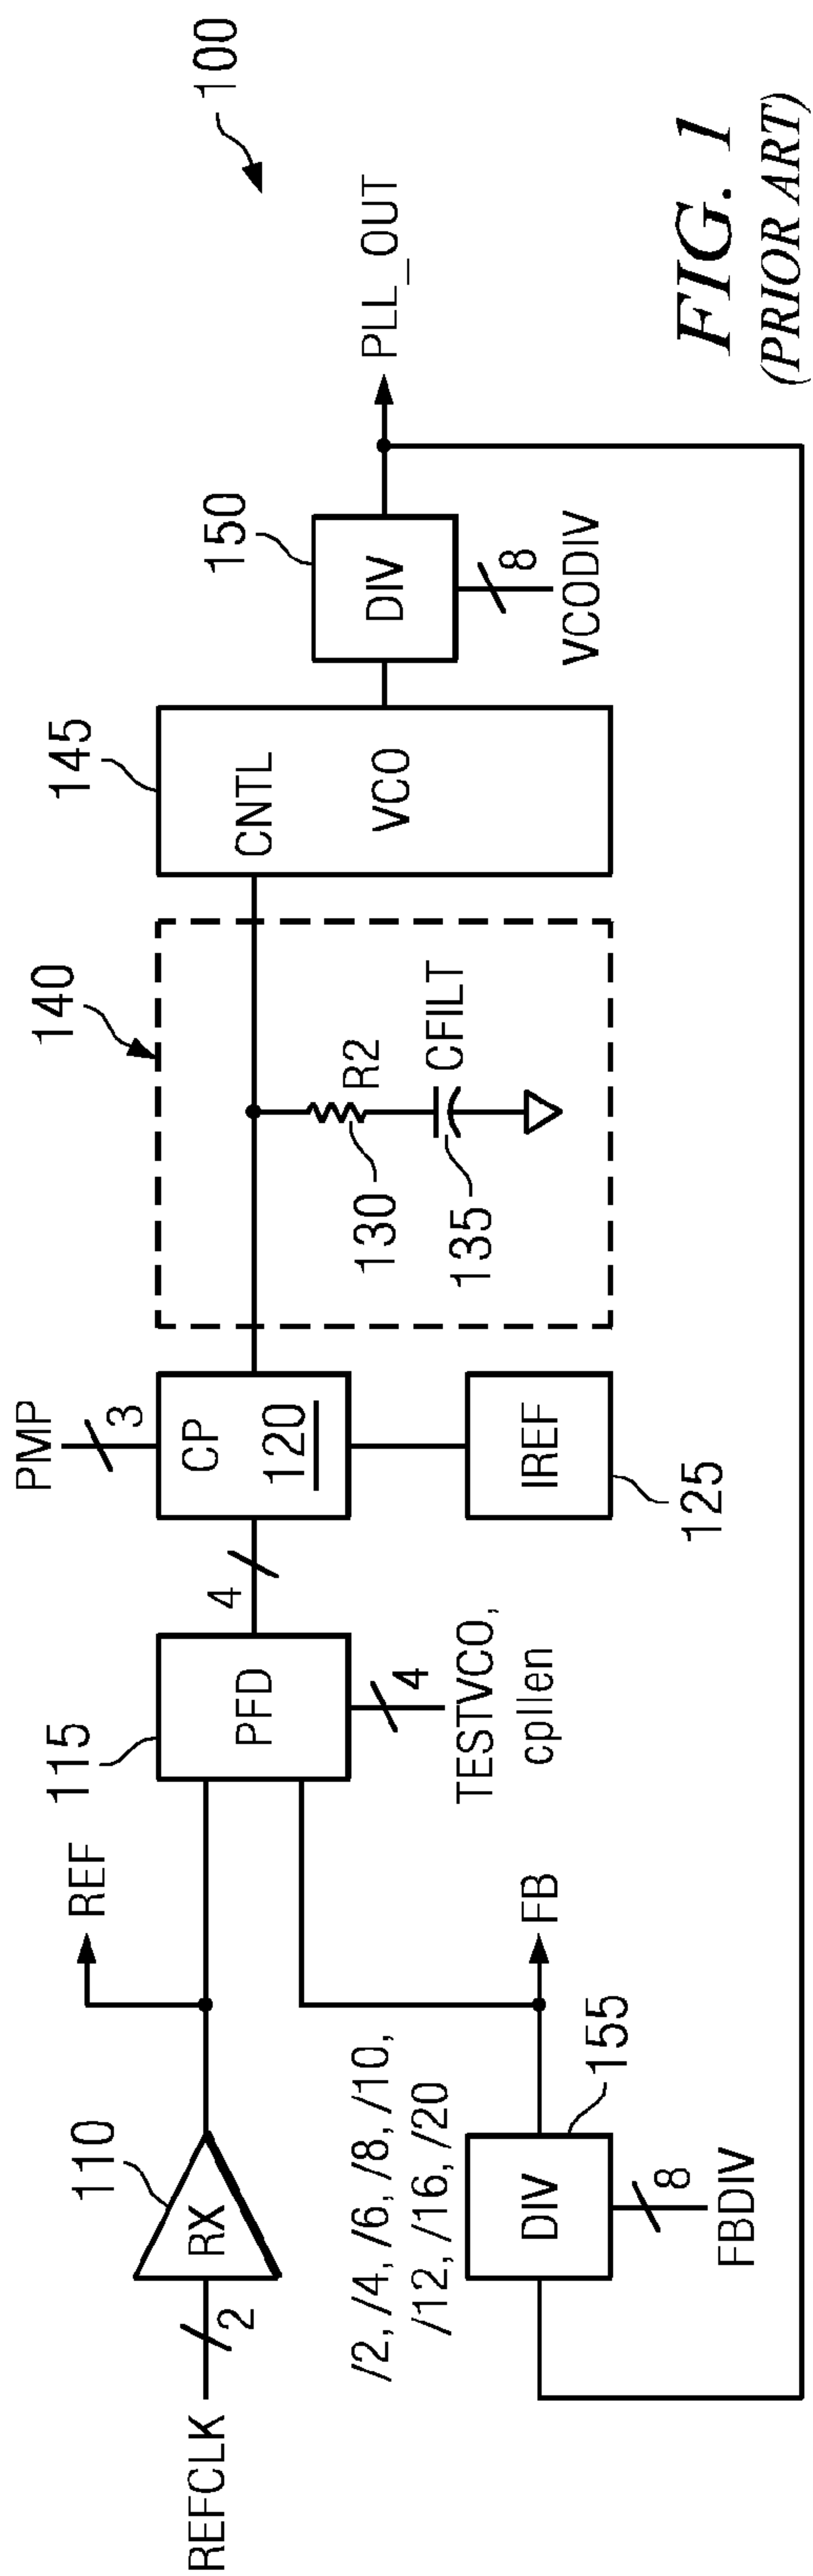 100
REFCLK
2
RX
110
REF
115
PFD
4
TESTVCO,
cpllen
4
PMP
3
CP
120
IREF
125
140
R2
130
CFILT
135
145
CNTL
VCO
150
DIV
8
VCODIV
PLL_OUT
/2, /4, /6, /8, /10,
/12, /16, /20
DIV
155
8
FBDIV
FB
FIG. 1
(PRIOR ART)